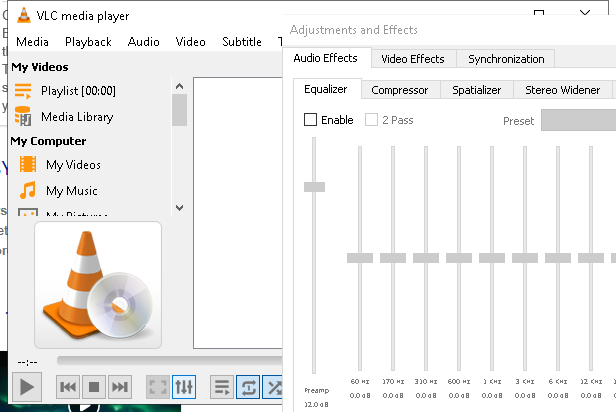 VLC media player
Media Playback Audio Video Subtitle T
My Videos
Playlist [00:00]
Media Library
My Computer
My Videos
My Music
My Pictures
--:--
Adjustments and Effects
Audio Effects Video Effects Synchronization
Equalizer Compressor Spatializer Stereo Widener
Enable 2 Pass Preset
60 Hz 170 Hz 310 Hz 600 Hz 1 KHz 3 KHz 6 KHz 12 KHz
Preamp 0.0 dB 0.0 dB 0.0 dB 0.0 dB 0.0 dB 0.0 dB 0.0 dB 0.0 dB
12.0 dB